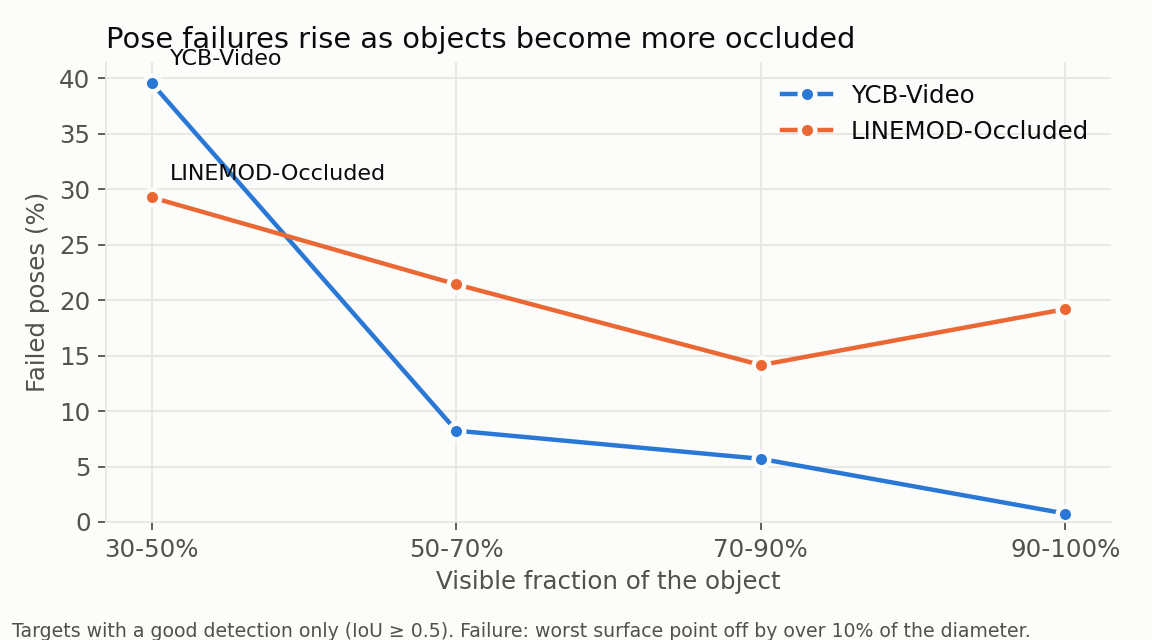 Pose failures rise as objects become more occluded
YCB-Video
LINEMOD-Occluded
YCB-Video
LINEMOD-Occluded
Failed poses (%)
40
35
30
25
20
15
10
5
0
30-50%
50-70%
70-90%
90-100%
Visible fraction of the object
Targets with a good detection only (IoU ≥ 0.5). Failure: worst surface point off by over 10% of the diameter.